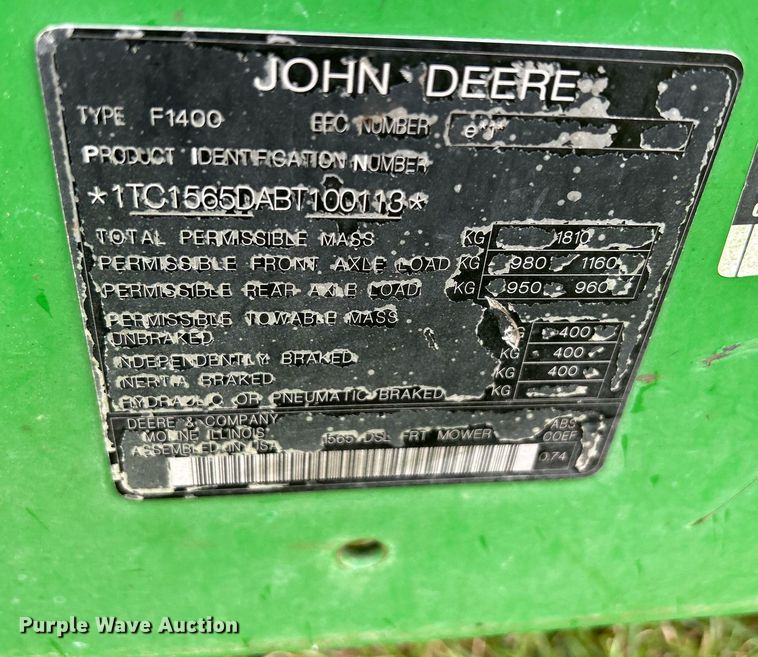 JOHN DEERE
TYPE F1400 EEC NUMBER e*1*
PRODUCT IDENTIFICATION NUMBER
*1TC1565DABT100113*
TOTAL PERMISSIBLE MASS KG 1810
PERMISSIBLE FRONT AXLE LOAD KG 980 / 1160
PERMISSIBLE REAR AXLE LOAD KG 950 960
PERMISSIBLE TOWABLE MASS
UNBRAKED KG 400
INDEPENDENTLY BRAKED KG 400
INERTIA BRAKED KG 400
HYDRAULIC OR PNEUMATIC BRAKED KG
DEERE & COMPANY
MOLINE ILLINOIS
ASSEMBLED IN USA
1565 DSL FRT MOWER
ABS
COEF
0.74
Purple Wave Auction